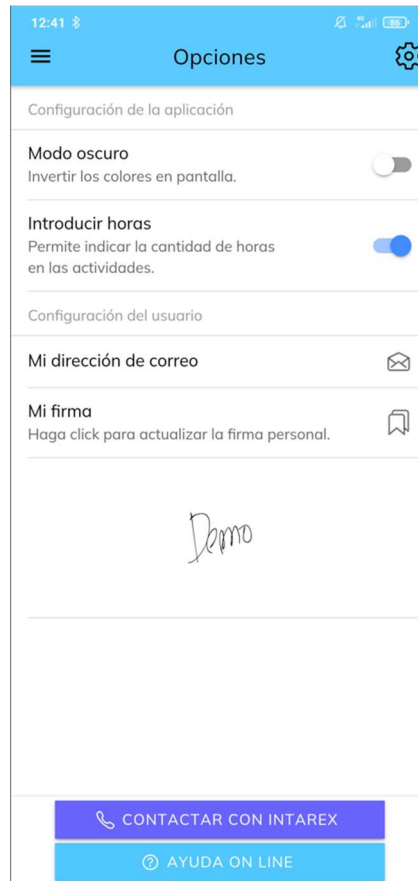 12:41
4G 86
Opciones
Configuración de la aplicación
Modo oscuro
Invertir los colores en pantalla.
Introducir horas
Permite indicar la cantidad de horas
en las actividades.
Configuración del usuario
Mi dirección de correo
Mi firma
Haga click para actualizar la firma personal.
Demo
CONTACTAR CON INTAREX
AYUDA ON LINE